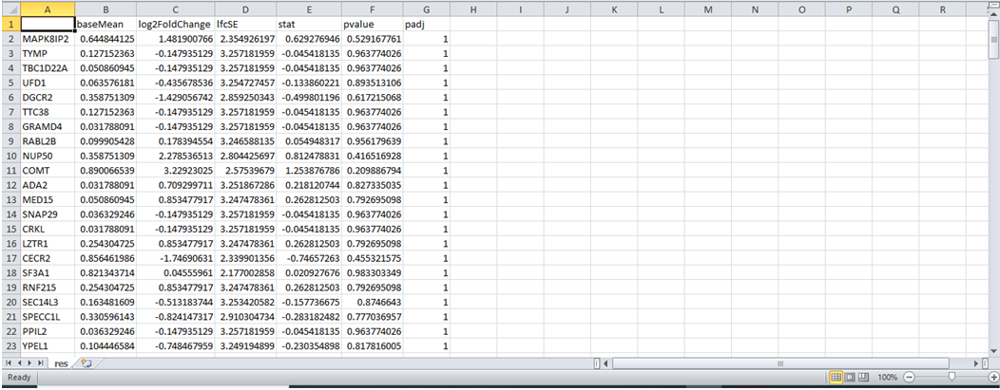 A B C D E F G H I J K L M N O P Q R
1 baseMean log2FoldChange lfcSE stat pvalue padj
2 MAPK8IP2 0.644844125 1.481900766 2.354926197 0.629276946 0.529167761 1
3 TYMP 0.127152363 -0.147935129 3.257181959 -0.045418135 0.963774026 1
4 TBC1D22A 0.050860945 -0.147935129 3.257181959 -0.045418135 0.963774026 1
5 UFD1 0.063576181 -0.435678536 3.254727457 -0.133860221 0.893513106 1
6 DGCR2 0.358751309 -1.429056742 2.859250343 -0.499801196 0.617215068 1
7 TTC38 0.127152363 -0.147935129 3.257181959 -0.045418135 0.963774026 1
8 GRAMD4 0.031788091 -0.147935129 3.257181959 -0.045418135 0.963774026 1
9 RABL2B 0.099905428 0.178394554 3.246588135 0.054948317 0.956179639 1
10 NUP50 0.358751309 2.278536513 2.804425697 0.812478831 0.416516928 1
11 COMT 0.890066539 3.22923025 2.57539679 1.253876786 0.209886794 1
12 ADA2 0.031788091 0.709299711 3.251867286 0.218120744 0.827335035 1
13 MED15 0.050860945 0.853477917 3.247478361 0.262812503 0.792695098 1
14 SNAP29 0.036329246 -0.147935129 3.257181959 -0.045418135 0.963774026 1
15 CRKL 0.031788091 -0.147935129 3.257181959 -0.045418135 0.963774026 1
16 LZTR1 0.254304725 0.853477917 3.247478361 0.262812503 0.792695098 1
17 CECR2 0.856461986 -1.74690631 2.339901356 -0.74657263 0.455321575 1
18 SF3A1 0.821343714 0.04555961 2.177002858 0.020927676 0.983303349 1
19 RNF215 0.254304725 0.853477917 3.247478361 0.262812503 0.792695098 1
20 SEC14L3 0.163481609 -0.513183744 3.253420582 -0.157736675 0.8746643 1
21 SPECC1L 0.330596143 -0.824147317 2.910304734 -0.283182482 0.777036957 1
22 PPIL2 0.036329246 -0.147935129 3.257181959 -0.045418135 0.963774026 1
23 YPEL1 0.104446584 -0.748467959 3.249194899 -0.230354898 0.817816005 1
res
Ready 100%